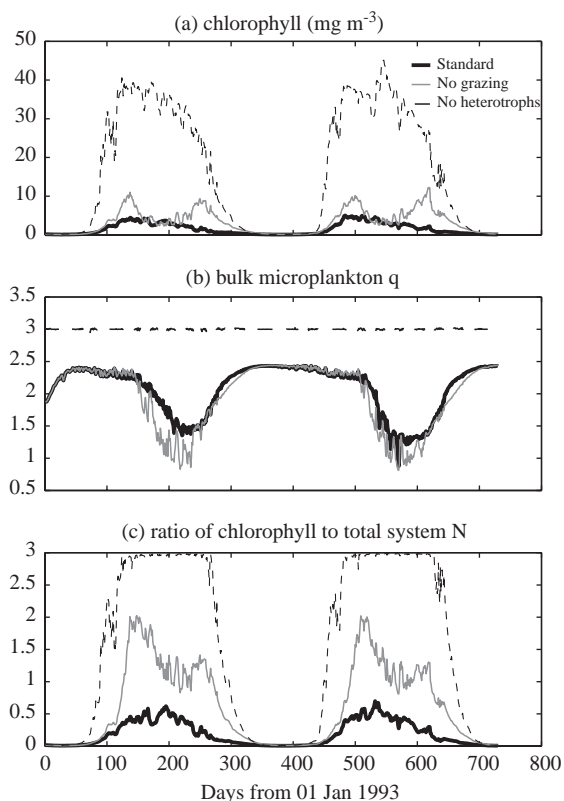 (a) chlorophyll (mg m-3)
50
40
30
20
10
0
Standard
No grazing
No heterotrophs
(b) bulk microplankton q
3.5
3
2.5
2
1.5
1
0.5
(c) ratio of chlorophyll to total system N
3
2.5
2
1.5
1
0.5
0
0 100 200 300 400 500 600 700 800
Days from 01 Jan 1993